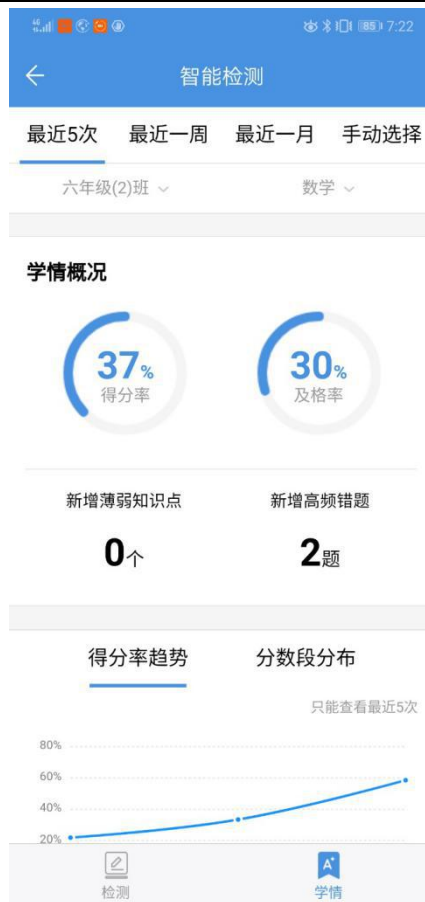 85 7:22
智能检测
最近5次 最近一周 最近一月 手动选择
六年级(2)班 数学
学情概况
37% 30%
得分率 及格率
新增薄弱知识点 新增高频错题
0个 2题
得分率趋势 分数段分布
只能查看最近5次
80%
60%
40%
20%
检测 学情